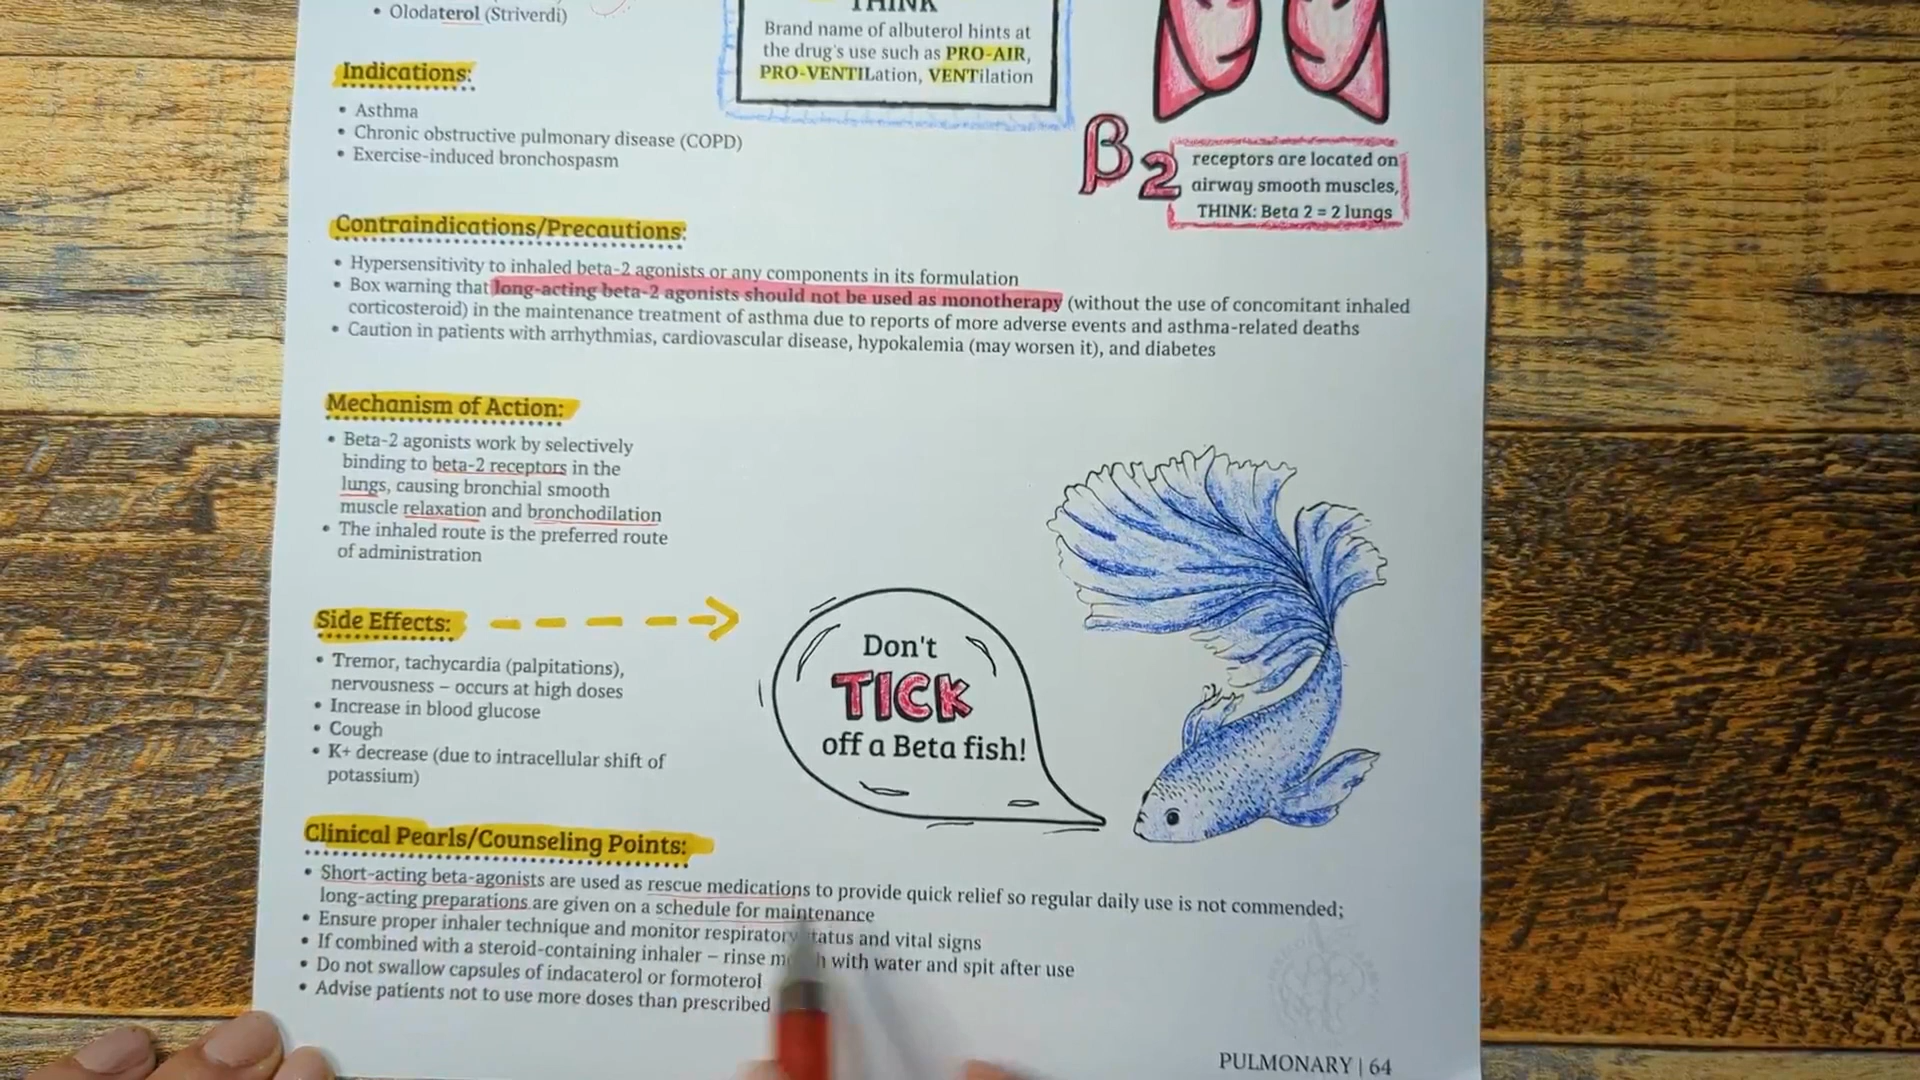 • Olodaterol (Striverdi)
THINK
Brand name of albuterol hints at
the drug's use such as PRO-AIR,
PRO-VENTILation, VENTilation
Indications:
• Asthma
• Chronic obstructive pulmonary disease (COPD)
• Exercise-induced bronchospasm
β2
receptors are located on
airway smooth muscles,
THINK: Beta 2 = 2 lungs
Contraindications/Precautions:
• Hypersensitivity to inhaled beta-2 agonists or any components in its formulation
• Box warning that long-acting beta-2 agonists should not be used as monotherapy (without the use of concomitant inhaled
corticosteroid) in the maintenance treatment of asthma due to reports of more adverse events and asthma-related deaths
• Caution in patients with arrhythmias, cardiovascular disease, hypokalemia (may worsen it), and diabetes
Mechanism of Action:
• Beta-2 agonists work by selectively
binding to beta-2 receptors in the
lungs, causing bronchial smooth
muscle relaxation and bronchodilation
• The inhaled route is the preferred route
of administration
Side Effects:
• Tremor, tachycardia (palpitations),
nervousness – occurs at high doses
• Increase in blood glucose
• Cough
• K+ decrease (due to intracellular shift of
potassium)
Don't
TICK
off a Beta fish!
Clinical Pearls/Counseling Points:
• Short-acting beta-agonists are used as rescue medications to provide quick relief so regular daily use is not commended;
long-acting preparations are given on a schedule for maintenance
• Ensure proper inhaler technique and monitor respiratory status and vital signs
• If combined with a steroid-containing inhaler – rinse mouth with water and spit after use
• Do not swallow capsules of indacaterol or formoterol
• Advise patients not to use more doses than prescribed
PULMONARY | 64